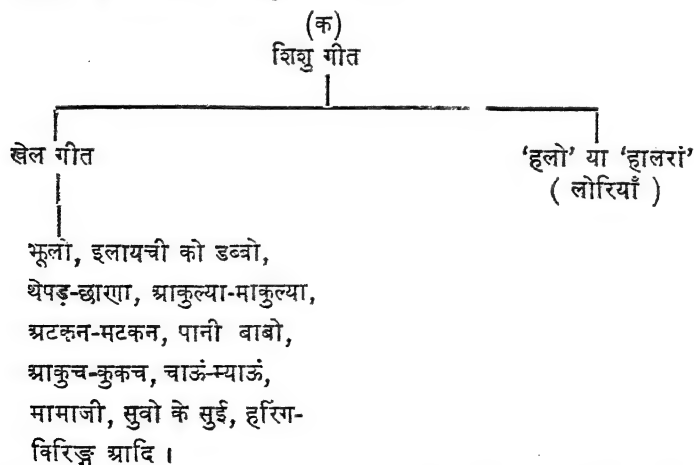 (क)
शिशु गीत
खेल गीत
‘हलो’ या ‘हालरां’
( लोरियाँ )
झूलो, इलायची को डब्बो,
थेपड़-छाणा, आकुल्या-माकुल्या,
अटकन-मटकन, पानी बाबो,
आकुच-कुकच, चाऊं-म्याऊं,
मामाजी, सुवो के सुई, हरिंग-
विरिङ्ग आदि ।